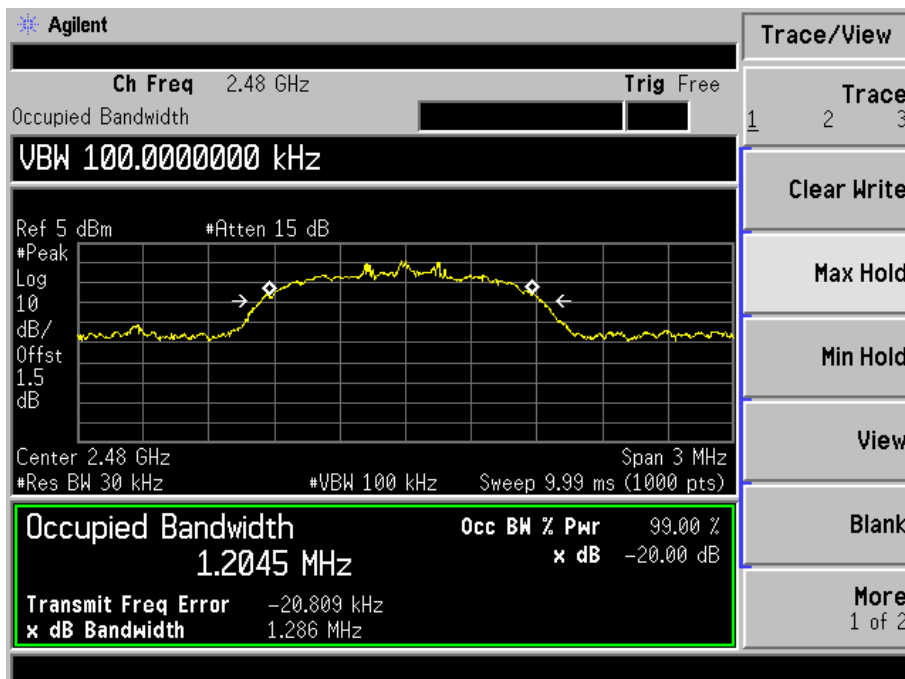 Agilent
Trace/View
Ch Freq 2.48 GHz Trig Free
Occupied Bandwidth
Trace
1 2 3
VBW 100.0000000 kHz
Clear Write
Ref 5 dBm #Atten 15 dB
#Peak
Log
10
dB/
Offst
1.5
dB
Max Hold
Min Hold
Center 2.48 GHz Span 3 MHz
#Res BW 30 kHz #VBW 100 kHz Sweep 9.99 ms (1000 pts)
View
Occupied Bandwidth Occ BW % Pwr 99.00 %
1.2045 MHz x dB -20.00 dB
Transmit Freq Error -20.809 kHz
x dB Bandwidth 1.286 MHz
Blank
More
1 of 2